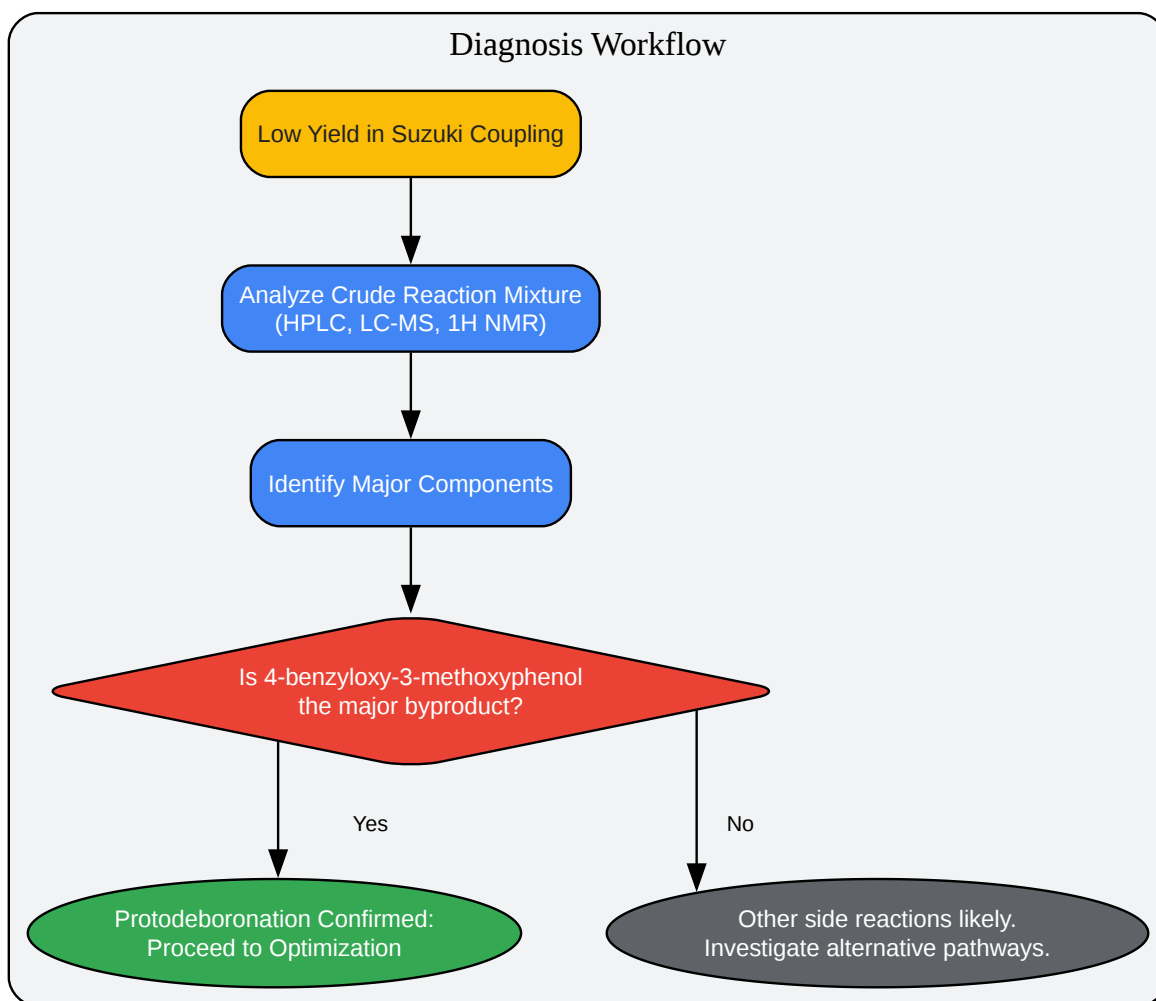 Diagnosis Workflow
Low Yield in Suzuki Coupling
Analyze Crude Reaction Mixture
(HPLC, LC-MS, 1H NMR)
Identify Major Components
Is 4-benzyloxy-3-methoxyphenol
the major byproduct?
Yes
No
Protodeboronation Confirmed:
Proceed to Optimization
Other side reactions likely.
Investigate alternative pathways.